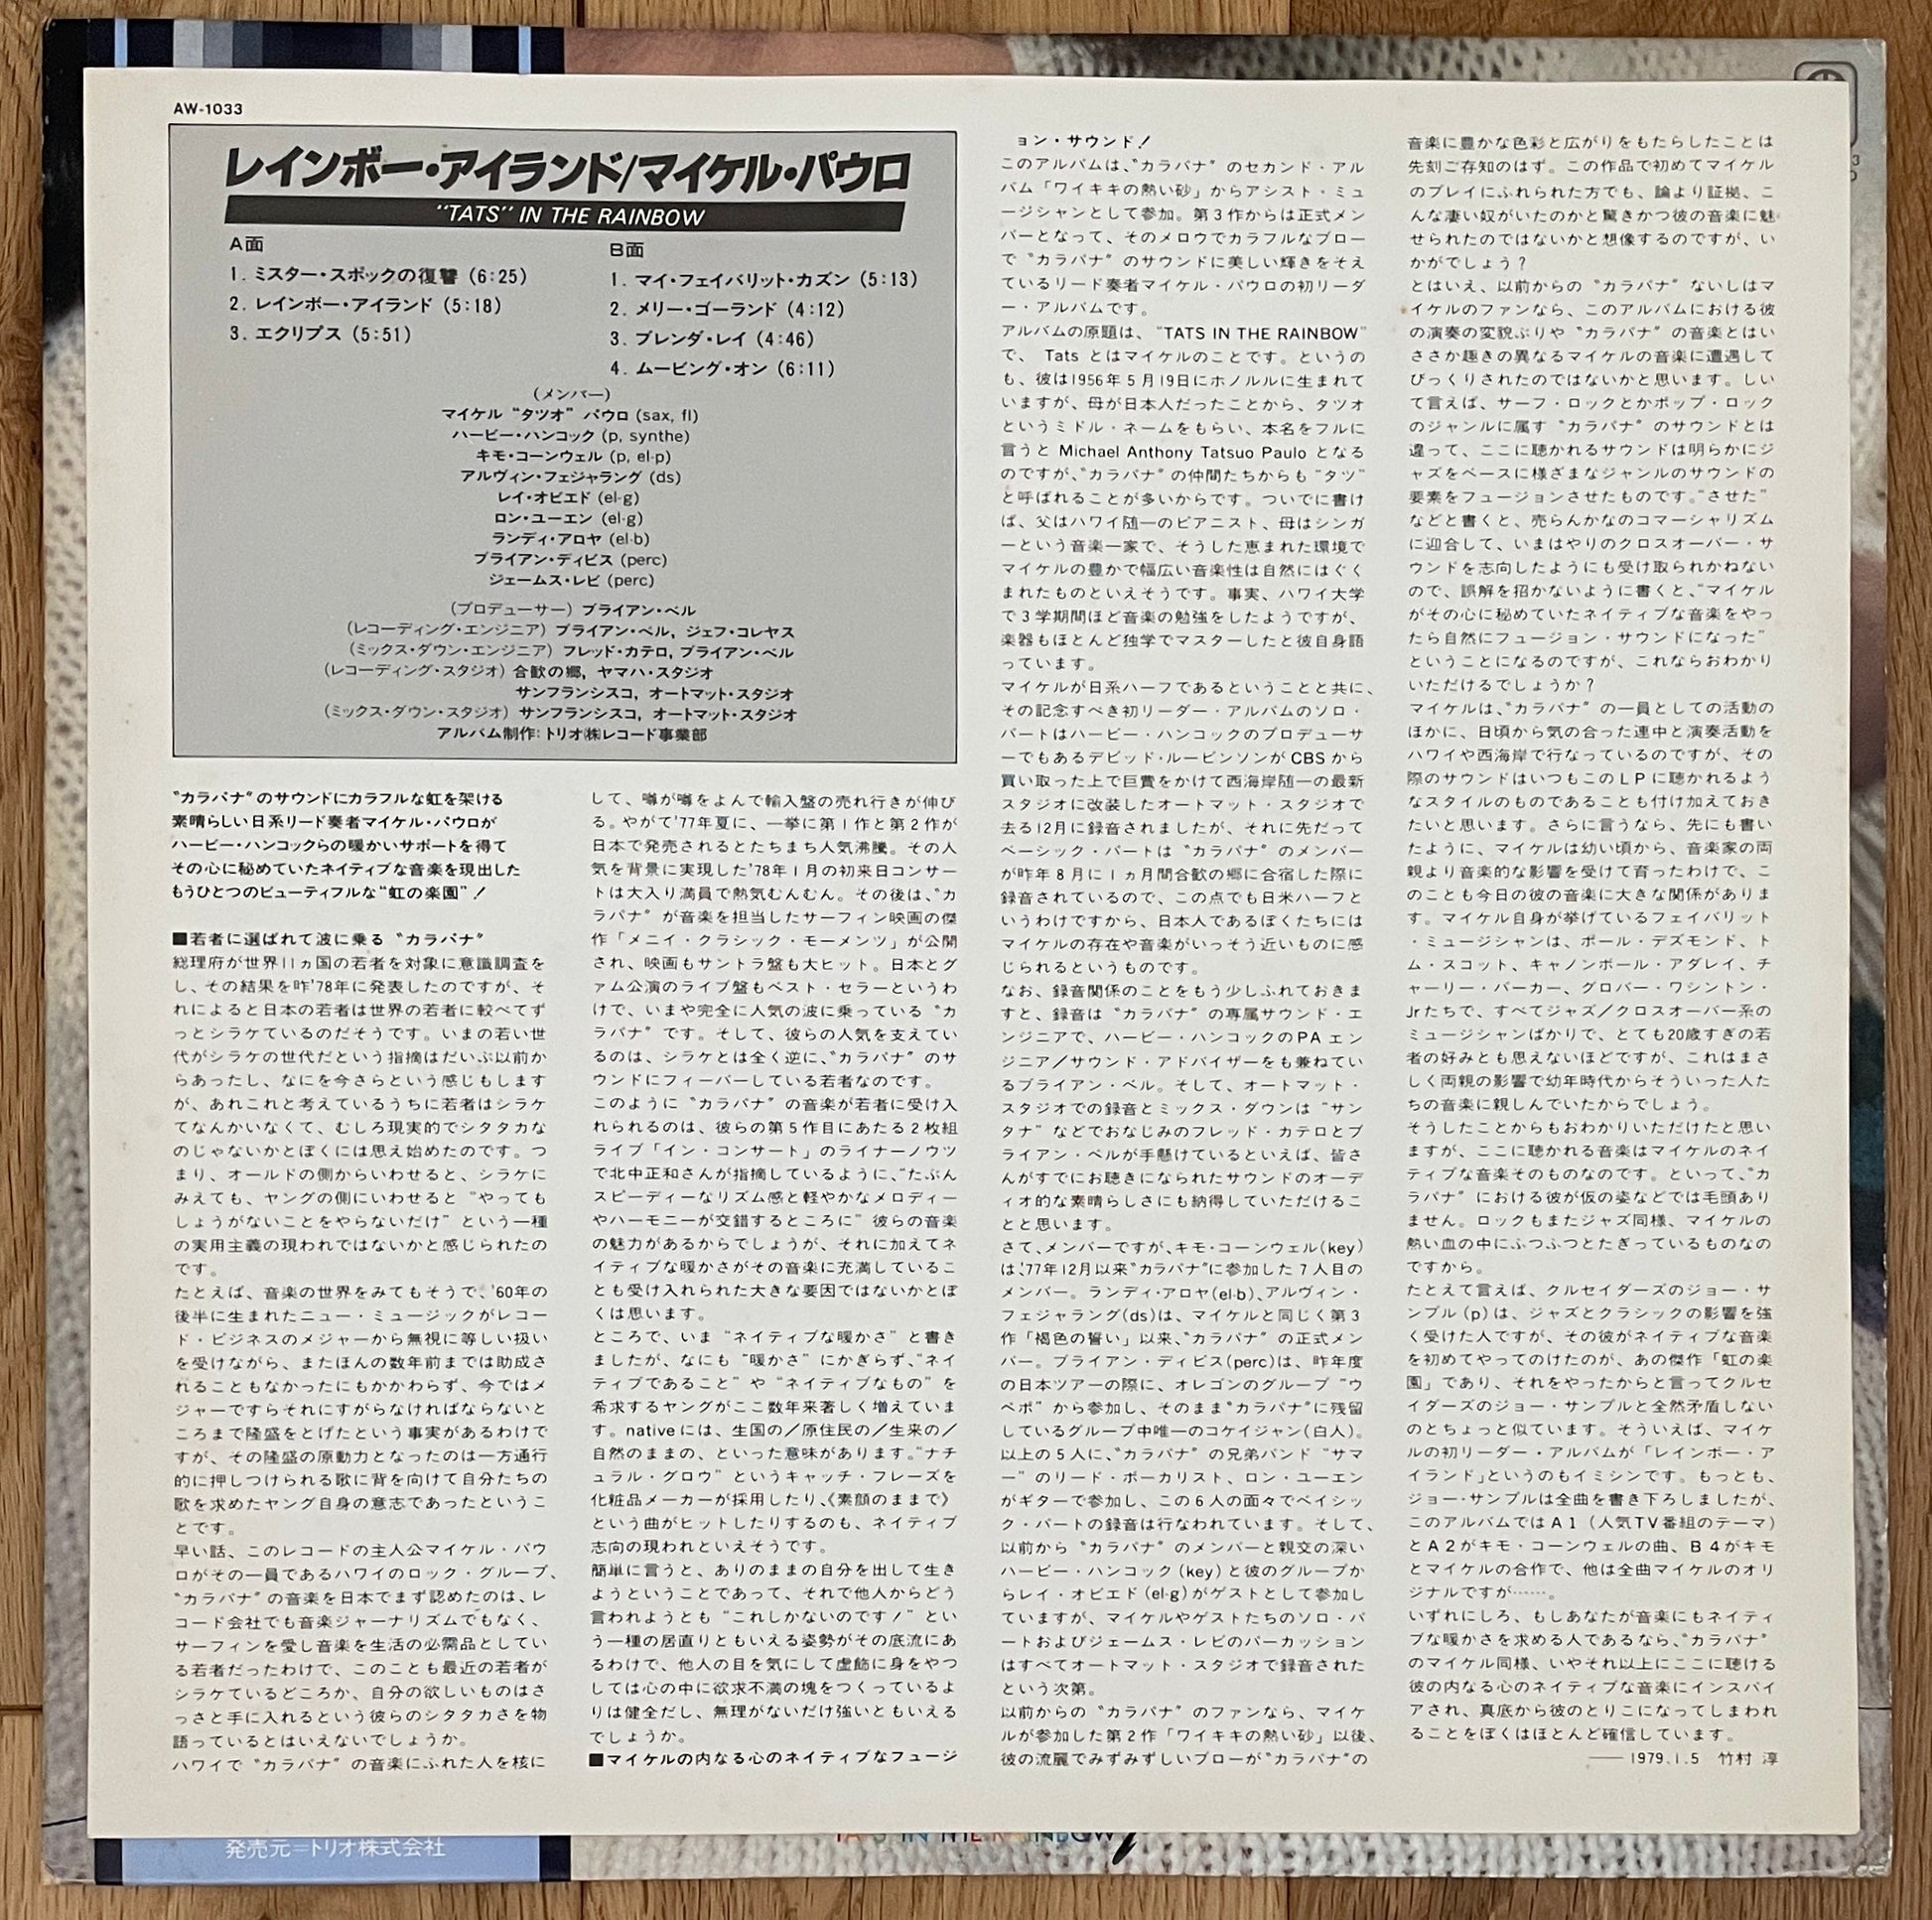 AW-1033
レインボー・アイランド/マイケル・パウロ
"TATS" IN THE RAINBOW
A面
1. ミスター・スポックの復讐 (6:25)
2. レインボー・アイランド (5:18)
3. エクリプス (5:51)
B面
1. マイ・フェイバリット・カズン (5:13)
2. メリー・ゴーランド (4:12)
3. ブレンダ・レイ (4:46)
4. ムービング・オン (6:11)
(メンバー)
マイケル "タツオ" パウロ (sax, fl)
ハービー・ハンコック (p, synthe)
キモ・コーンウェル (p, el-p)
アルヴィン・フェジャラング (ds)
レイ・オビエド (el-g)
ロン・ユーエン (el-g)
ランディ・アロヤ (el-b)
ブライアン・ディビス (perc)
ジェームス・レビ (perc)
(プロデューサー) ブライアン・ベル
(レコーディング・エンジニア) ブライアン・ベル, ジェフ・コレヤス
(ミックス・ダウン・エンジニア) フレッド・カテロ, ブライアン・ベル
(レコーディング・スタジオ) 合歓の郷, ヤマハ・スタジオ
サンフランシスコ, オートマット・スタジオ
(ミックス・ダウン・スタジオ) サンフランシスコ, オートマット・スタジオ
アルバム制作: トリオ㈱レコード事業部
"カラパナ"のサウンドにカラフルな虹を架ける
素晴らしい日系リード奏者マイケル・パウロが
ハービー・ハンコックらの暖かいサポートを得て
その心に秘めていたネイティブな音楽を現出した
もうひとつのビューティフルな"虹の楽園"!
■若者に選ばれて波に乗る "カラパナ"
総理府が世界11ヵ国の若者を対象に意識調査を
し、その結果を昨'78年に発表したのですが、そ
れによると日本の若者は世界の若者に較べてず
っとシラケているのだそうです。いまの若い世
代がシラケの世代だという指摘はだいぶ以前か
らあったし、なにを今さらという感じもします
が、あれこれと考えているうちに若者はシラケ
てなんかいなくて、むしろ現実的でシタタカな
のじゃないかとぼくには思え始めたのです。つ
まり、オールドの側からいわせると、シラケに
みえても、ヤングの側にいわせると "やっても
しょうがないことをやらないだけ" という一種
の実用主義の現われではないかと感じられたの
です。
たとえば、音楽の世界をみてもそうで、'60年の
後半に生まれたニュー・ミュージックがレコー
ド・ビジネスのメジャーから無視に等しい扱い
を受けながら、またほんの数年前までは助成さ
れることもなかったにもかかわらず、今ではメ
ジャーですらそれにすがらなければならないと
ころまで隆盛をとげたという事実があるわけで
すが、その隆盛の原動力となったのは一方通行
的に押しつけられる歌に背を向けて自分たちの
歌を求めたヤング自身の意志であったというこ
とです。
早い話、このレコードの主人公マイケル・パウ
ロがその一員であるハワイのロック・グループ、
"カラパナ" の音楽を日本でまず認めたのは、レ
コード会社でも音楽ジャーナリズムでもなく、
サーフィンを愛し音楽を生活の必需品としてい
る若者だったわけで、このことも最近の若者が
シラケているどころか、自分の欲しいものはさ
っさと手に入れるという彼らのシタタカさを物
語っているとはいえないでしょうか。
ハワイで "カラパナ" の音楽にふれた人を核に
して、噂が噂をよんで輸入盤の売れ行きが伸び
る。やがて'77年夏に、一挙に第1作と第2作が
日本で発売されるとたちまち人気沸騰。その人
気を背景に実現した'78年1月の初来日コンサー
トは大入り満員で熱気むんむん。その後は、"カ
ラパナ" が音楽を担当したサーフィン映画の傑
作「メニイ・クラシック・モーメンツ」が公開
され、映画もサントラ盤も大ヒット。日本とグ
ァム公演のライブ盤もベスト・セラーというわ
けで、いまや完全に人気の波に乗っている "カ
ラパナ" です。そして、彼らの人気を支えてい
るのは、シラケとは全く逆に、"カラパナ" のサ
ウンドにフィーバーしている若者なのです。
このように "カラパナ" の音楽が若者に受け入
れられるのは、彼らの第5作目にあたる2枚組
ライブ「イン・コンサート」のライナーノウツ
で北中正和さんが指摘しているように、"たぶん
スピーディーなリズム感と軽やかなメロディー
やハーモニーが交錯するところに" 彼らの音楽
の魅力があるからでしょうが、それに加えてネ
イティブな暖かさがその音楽に充満しているこ
とも受け入れられた大きな要因ではないかとぼ
くは思います。
ところで、いま "ネイティブな暖かさ" と書き
ましたが、なにも "暖かさ" にかぎらず、"ネイ
ティブであること" や "ネイティブなもの" を
希求するヤングがここ数年来著しく増えていま
す。native には、生国の／原住民の／生来の／
自然のままの、といった意味があります。"ナチ
ュラル・グロウ" というキャッチ・フレーズを
化粧品メーカーが採用したり、《素顔のままで》
という曲がヒットしたりするのも、ネイティブ
志向の現われといえそうです。
簡単に言うと、ありのままの自分を出して生き
ようということであって、それで他人からどう
言われようとも "これしかないのです！" とい
う一種の居直りともいえる姿勢がその底流にあ
るわけで、他人の目を気にして虚飾に身をやつ
しては心の中に欲求不満の塊をつくっているよ
りは健全だし、無理がないだけ強いともいえる
でしょうか。
■マイケルの内なる心のネイティブなフュージ
ョン・サウンド！
このアルバムは、"カラパナ" のセカンド・アル
バム「ワイキキの熱い砂」からアシスト・ミュ
ージシャンとして参加。第3作からは正式メン
バーとなって、そのメロウでカラフルなブロー
で "カラパナ" のサウンドに美しい輝きをそえ
ているリード奏者マイケル・パウロの初リーダ
ー・アルバムです。
アルバムの原題は、"TATS IN THE RAINBOW"
で、 Tats とはマイケルのことです。というの
も、彼は1956年5月19日にホノルルに生まれて
いますが、母が日本人だったことから、タツオ
というミドル・ネームをもらい、本名をフルに
言うと Michael Anthony Tatsuo Paulo となる
のですが、"カラパナ" の仲間たちからも "タツ"
と呼ばれることが多いからです。ついでに書け
ば、父はハワイ随一のピアニスト、母はシンガ
ーという音楽一家で、そうした恵まれた環境で
マイケルの豊かで幅広い音楽性は自然にはぐく
まれたものといえそうです。事実、ハワイ大学
で3学期間ほど音楽の勉強をしたようですが、
楽器もほとんど独学でマスターしたと彼自身語
っています。
マイケルが日系ハーフであるということと共に、
その記念すべき初リーダー・アルバムのソロ・
パートはハービー・ハンコックのプロデューサ
ーでもあるデビッド・ルービンソンが CBS から
買い取った上で巨費をかけて西海岸随一の最新
スタジオに改装したオートマット・スタジオで
去る12月に録音されましたが、それに先だって
ベーシック・パートは "カラパナ" のメンバー
が昨年8月に1ヵ月間合歓の郷に合宿した際に
録音されているので、この点でも日米ハーフと
いうわけですから、日本人であるぼくたちには
マイケルの存在や音楽がいっそう近いものに感
じられるというものです。
なお、録音関係のことをもう少しふれておきま
すと、録音は "カラパナ" の専属サウンド・エ
ンジニアで、ハービー・ハンコックのPAエン
ジニア／サウンド・アドバイザーをも兼ねてい
るブライアン・ベル。そして、オートマット・
スタジオでの録音とミックス・ダウンは "サン
タナ" などでおなじみのフレッド・カテロとブ
ライアン・ベルが手懸けているといえば、皆さ
んがすでにお聴きになられたサウンドのオーデ
ィオ的な素晴らしさにも納得していただけるこ
とと思います。
さて、メンバーですが、キモ・コーンウェル(key)
は、'77年12月以来"カラパナ"に参加した7人目の
メンバー。ランディ・アロヤ(el-b)、アルヴィン・
フェジャラング(ds)は、マイケルと同じく第3
作「褐色の誓い」以来、"カラパナ" の正式メン
バー。ブライアン・ディビス(perc)は、昨年度
の日本ツアーの際に、オレゴンのグループ "ウ
ペポ" から参加し、そのまま"カラパナ"に残留
しているグループ中唯一のコケイジャン(白人)。
以上の5人に、"カラパナ" の兄弟バンド "サマ
ー" のリード・ボーカリスト、ロン・ユーエン
がギターで参加し、この6人の面々でベイシッ
ク・パートの録音は行なわれています。そして、
以前から "カラパナ" のメンバーと親交の深い
ハービー・ハンコック(key)と彼のグループか
らレイ・オビエド(el-g)がゲストとして参加し
ていますが、マイケルやゲストたちのソロ・パ
ートおよびジェームス・レビのパーカッション
はすべてオートマット・スタジオで録音された
という次第。
以前からの "カラパナ" のファンなら、マイケ
ルが参加した第2作「ワイキキの熱い砂」以後、
彼の流麗でみずみずしいブローが"カラパナ"の
音楽に豊かな色彩と広がりをもたらしたことは
先刻ご存知のはず。この作品で初めてマイケル
のプレイにふれられた方でも、論より証拠、こ
んな凄い奴がいたのかと驚きかつ彼の音楽に魅
せられたのではないかと想像するのですが、い
かがでしょう？
とはいえ、以前からの "カラパナ" ないしはマ
イケルのファンなら、このアルバムにおける彼
の演奏の変貌ぶりや "カラパナ" の音楽とはい
ささか趣きの異なるマイケルの音楽に遭遇して
びっくりされたのではないかと思います。しい
て言えば、サーフ・ロックとかポップ・ロック
のジャンルに属す "カラパナ" のサウンドとは
違って、ここに聴かれるサウンドは明らかにジ
ャズをベースに様ざまなジャンルのサウンドの
要素をフュージョンさせたものです。"させた"
などと書くと、売らんかなのコマーシャリズム
に迎合して、いまはやりのクロスオーバー・サ
ウンドを志向したようにも受け取られかねない
ので、誤解を招かないように書くと、"マイケル
がその心に秘めていたネイティブな音楽をやっ
たら自然にフュージョン・サウンドになった"
ということになるのですが、これならおわかり
いただけるでしょうか？
マイケルは、"カラパナ" の一員としての活動の
ほかに、日頃から気の合った連中と演奏活動を
ハワイや西海岸で行なっているのですが、その
際のサウンドはいつもこのLPに聴かれるよう
なスタイルのものであることも付け加えておき
たいと思います。さらに言うなら、先にも書い
たように、マイケルは幼い頃から、音楽家の両
親より音楽的な影響を受けて育ったわけで、こ
のことも今日の彼の音楽に大きな関係がありま
す。マイケル自身が挙げているフェイバリット
・ミュージシャンは、ポール・デズモンド、ト
ム・スコット、キャノンボール・アダレイ、チ
ャーリー・パーカー、グロバー・ワシントン・
Jrたちで、すべてジャズ／クロスオーバー系の
ミュージシャンばかりで、とても20歳すぎの若
者の好みとも思えないほどですが、これはまさ
しく両親の影響で幼年時代からそういった人た
ちの音楽に親しんでいたからでしょう。
そうしたことからもおわかりいただけたと思い
ますが、ここに聴かれる音楽はマイケルのネイ
ティブな音楽そのものなのです。といって、"カ
ラパナ" における彼が仮の姿などでは毛頭あり
ません。ロックもまたジャズ同様、マイケルの
熱い血の中にふつふつとたぎっているものなの
ですから。
たとえて言えば、クルセイダーズのジョー・サ
ンプル(p)は、ジャズとクラシックの影響を強
く受けた人ですが、その彼がネイティブな音楽
を初めてやってのけたのが、あの傑作「虹の楽
園」であり、それをやったからと言ってクルセ
イダーズのジョー・サンプルと全然矛盾しない
のとちょっと似ています。そういえば、マイケ
ルの初リーダー・アルバムが「レインボー・ア
イランド」というのもイミシンです。もっとも、
ジョー・サンプルは全曲を書き下ろしましたが、
このアルバムではA1（人気TV番組のテーマ）
とA2がキモ・コーンウェルの曲、B4がキモ
とマイケルの合作で、他は全曲マイケルのオリ
ジナルですが……。
いずれにしろ、もしあなたが音楽にもネイティ
ブな暖かさを求める人であるなら、"カラパナ"
のマイケル同様、いやそれ以上にここに聴ける
彼の内なる心のネイティブな音楽にインスパイ
アされ、真底から彼のとりこになってしまわれ
ることをぼくはほとんど確信しています。
——1979.1.5 竹村 淳
発売元=トリオ株式会社
TATS IN THE RAINBOW